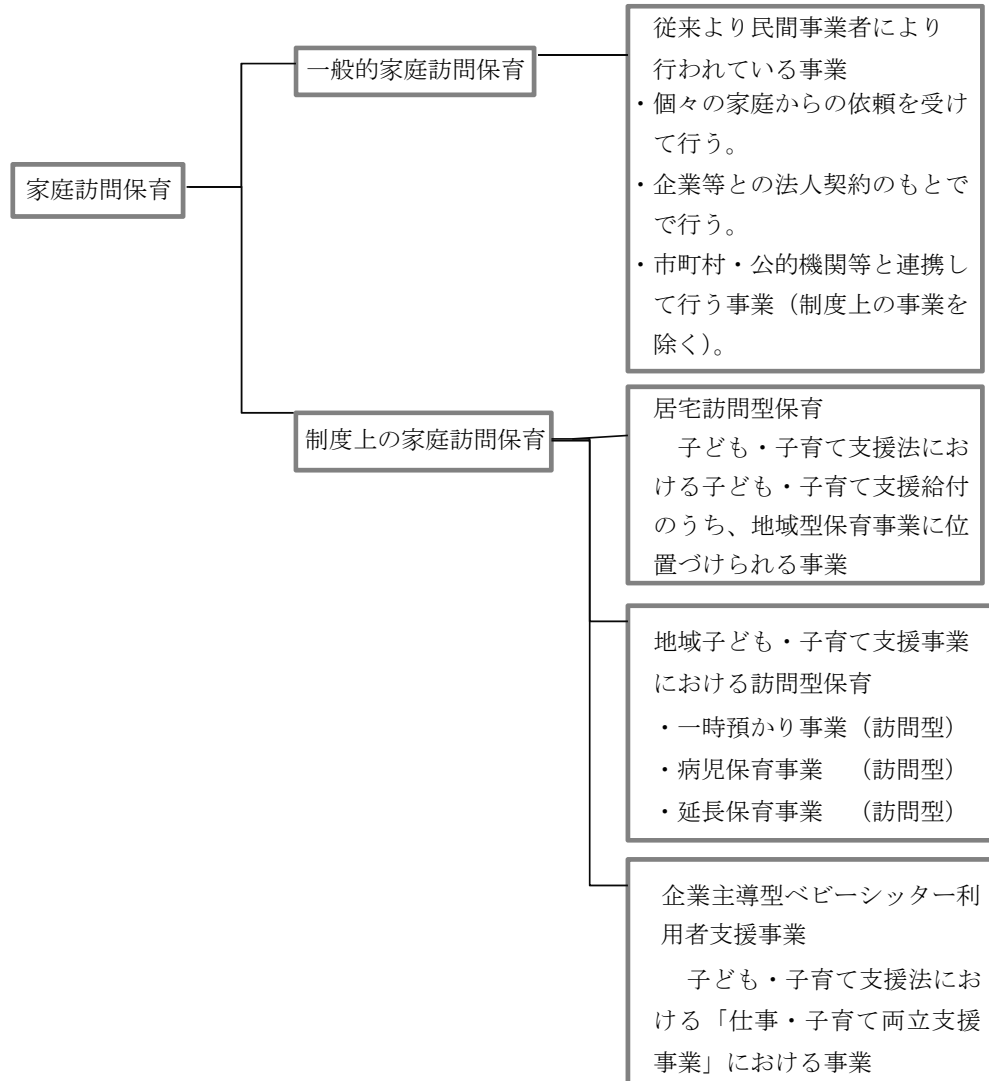 家庭訪問保育
一般的家庭訪問保育
従来より民間事業者により
行われている事業
・個々の家庭からの依頼を受け
て行う。
・企業等との法人契約のもとで
で行う。
・市町村・公的機関等と連携し
て行う事業（制度上の事業を
除く）。
制度上の家庭訪問保育
居宅訪問型保育
子ども・子育て支援法にお
ける子ども・子育て支援給付
のうち、地域型保育事業に位
置づけられる事業
地域子ども・子育て支援事業
における訪問型保育
・一時預かり事業（訪問型）
・病児保育事業　（訪問型）
・延長保育事業　（訪問型）
企業主導型ベビーシッター利
用者支援事業
子ども・子育て支援法にお
ける「仕事・子育て両立支援
事業」における事業